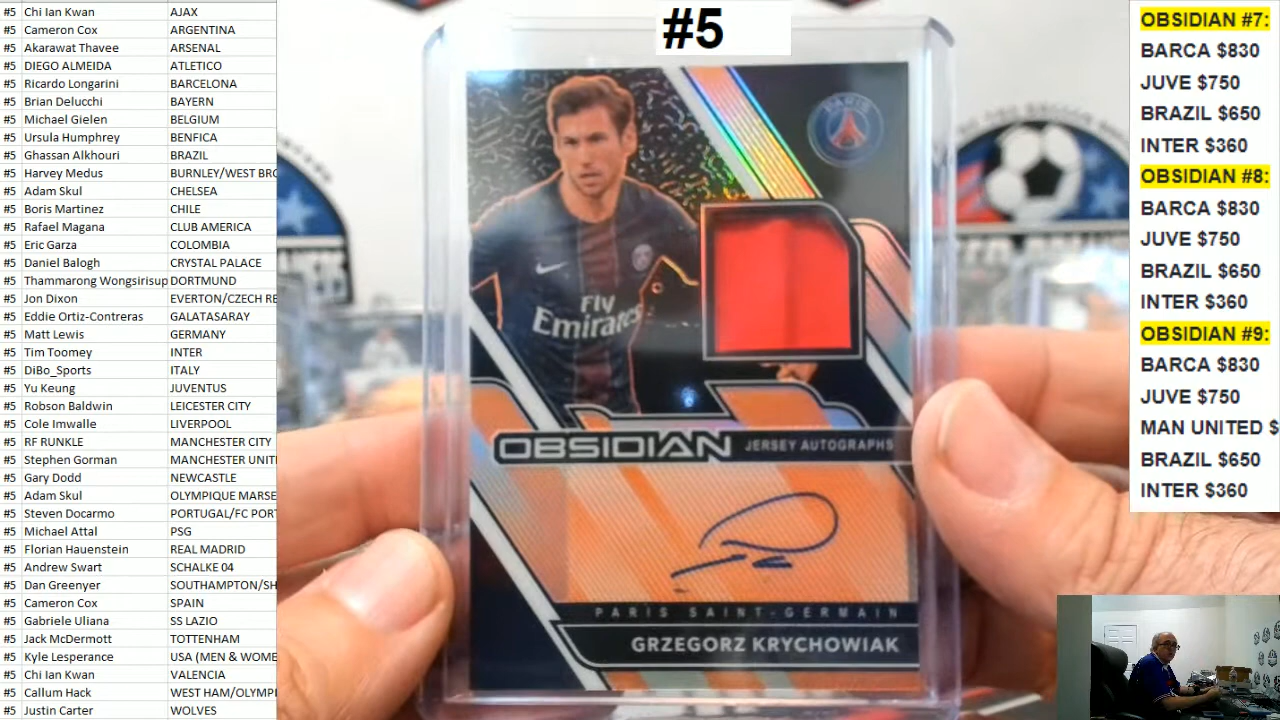 #5 Chi Ian Kwan AJAX
#5 Cameron Cox ARGENTINA
#5 Akarawat Thavee ARSENAL
#5 DIEGO ALMEIDA ATLETICO
#5 Ricardo Longarini BARCELONA
#5 Brian Delucchi BAYERN
#5 Michael Gielen BELGIUM
#5 Ursula Humphrey BENFICA
#5 Ghassan Alkhouri BRAZIL
#5 Harvey Medus BURNLEY/WEST BRO
#5 Adam Skul CHELSEA
#5 Boris Martinez CHILE
#5 Rafael Magana CLUB AMERICA
#5 Eric Garza COLOMBIA
#5 Daniel Balogh CRYSTAL PALACE
#5 Thammarong Wongsirisup DORTMUND
#5 Jon Dixon EVERTON/CZECH RE
#5 Eddie Ortiz-Contreras GALATASARAY
#5 Matt Lewis GERMANY
#5 Tim Toomey INTER
#5 DiBo_Sports ITALY
#5 Yu Keung JUVENTUS
#5 Robson Baldwin LEICESTER CITY
#5 Cole Imwalle LIVERPOOL
#5 RF RUNKLE MANCHESTER CITY
#5 Stephen Gorman MANCHESTER UNIT
#5 Gary Dodd NEWCASTLE
#5 Adam Skul OLYMPIQUE MARSE
#5 Steven Docarmo PORTUGAL/FC PORT
#5 Michael Attal PSG
#5 Florian Hauenstein REAL MADRID
#5 Andrew Swart SCHALKE 04
#5 Dan Greenyer SOUTHAMPTON/SH
#5 Cameron Cox SPAIN
#5 Gabriele Uliana SS LAZIO
#5 Jack McDermott TOTTENHAM
#5 Kyle Lesperance USA (MEN & WOME
#5 Chi Ian Kwan VALENCIA
#5 Callum Hack WEST HAM/OLYMPI
#5 Justin Carter WOLVES
#5
PARIS
Fly
Emirates
OBSIDIAN JERSEY AUTOGRAPHS
PARIS SAINT-GERMAIN
GRZEGORZ KRYCHOWIAK
OBSIDIAN #7:
BARCA $830
JUVE $750
BRAZIL $650
INTER $360
OBSIDIAN #8:
BARCA $830
JUVE $750
BRAZIL $650
INTER $360
OBSIDIAN #9:
BARCA $830
JUVE $750
MAN UNITED $
BRAZIL $650
INTER $360